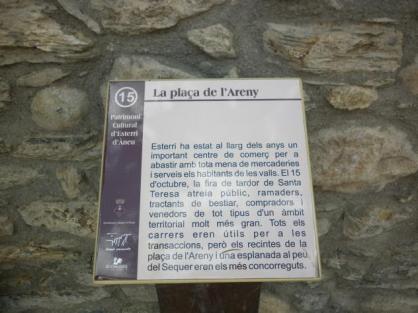 15
La plaça de l'Areny
Patrimoni
Cultural
d'Esterri
d'Àneu
Esterri ha estat al llarg dels anys un
important centre de comerç per a
abastir amb tota mena de mercaderies
i serveis els habitants de les valls. El 15
d'octubre, la fira de tardor de Santa
Teresa atreia públic, ramaders,
tractants de bestiar, compradors i
venedors de tot tipus d'un àmbit
territorial molt més gran. Tots els
carrers eren útils per a les
transaccions, però els recintes de la
plaça de l'Areny i una esplanada al peu
del Sequer eren els més concorreguts.